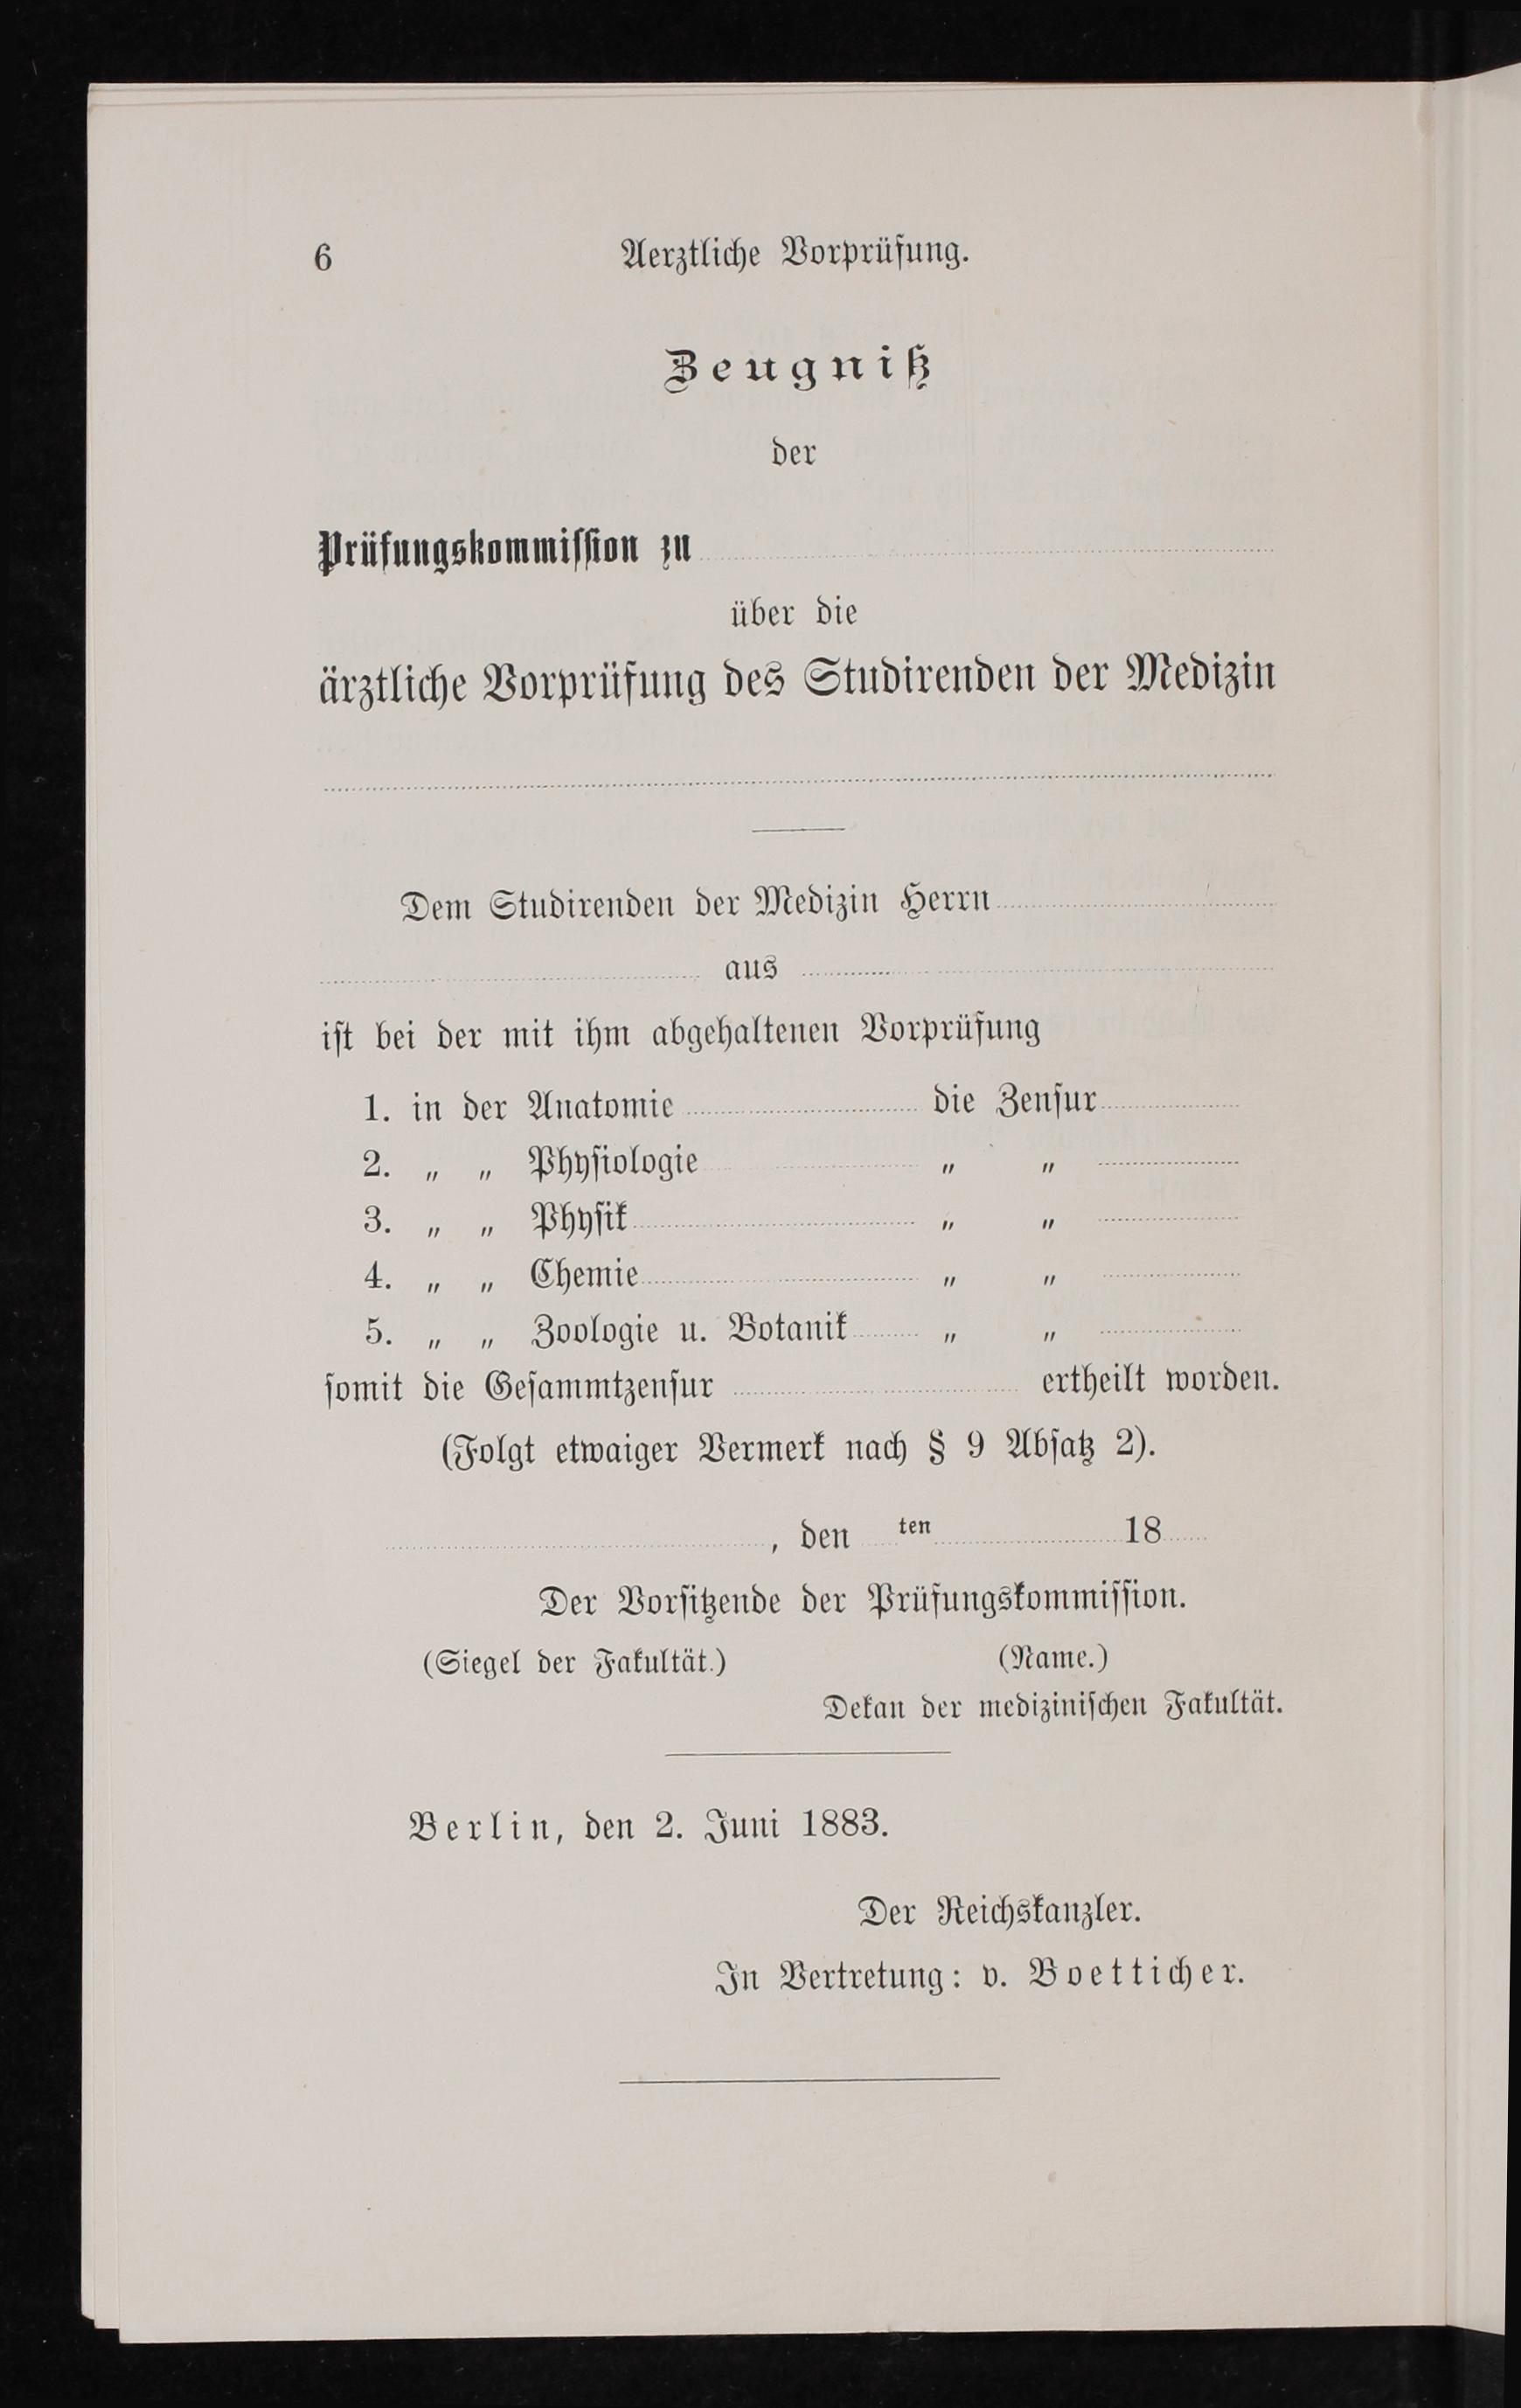 6 Aerztliche Vorprüfung.
Zeugniß
der
Prüfungskommission zu
über die
ärztliche Vorprüfung des Studirenden der Medizin
Dem Studirenden der Medizin Herrn
aus
ist bei der mit ihm abgehaltenen Vorprüfung
1. in der Anatomie die Zensur
2. „ „ Physiologie „ „
3. „ „ Physik „ „
4. „ „ Chemie „ „
5. „ „ Zoologie u. Botanik „ „
somit die Gesammtzensur ertheilt worden.
(Folgt etwaiger Vermerk nach § 9 Absatz 2).
, den ten 18
Der Vorsitzende der Prüfungskommission.
(Siegel der Fakultät.) (Name.)
Dekan der medizinischen Fakultät.
Berlin, den 2. Juni 1883.
Der Reichskanzler.
In Vertretung: v. Boetticher.